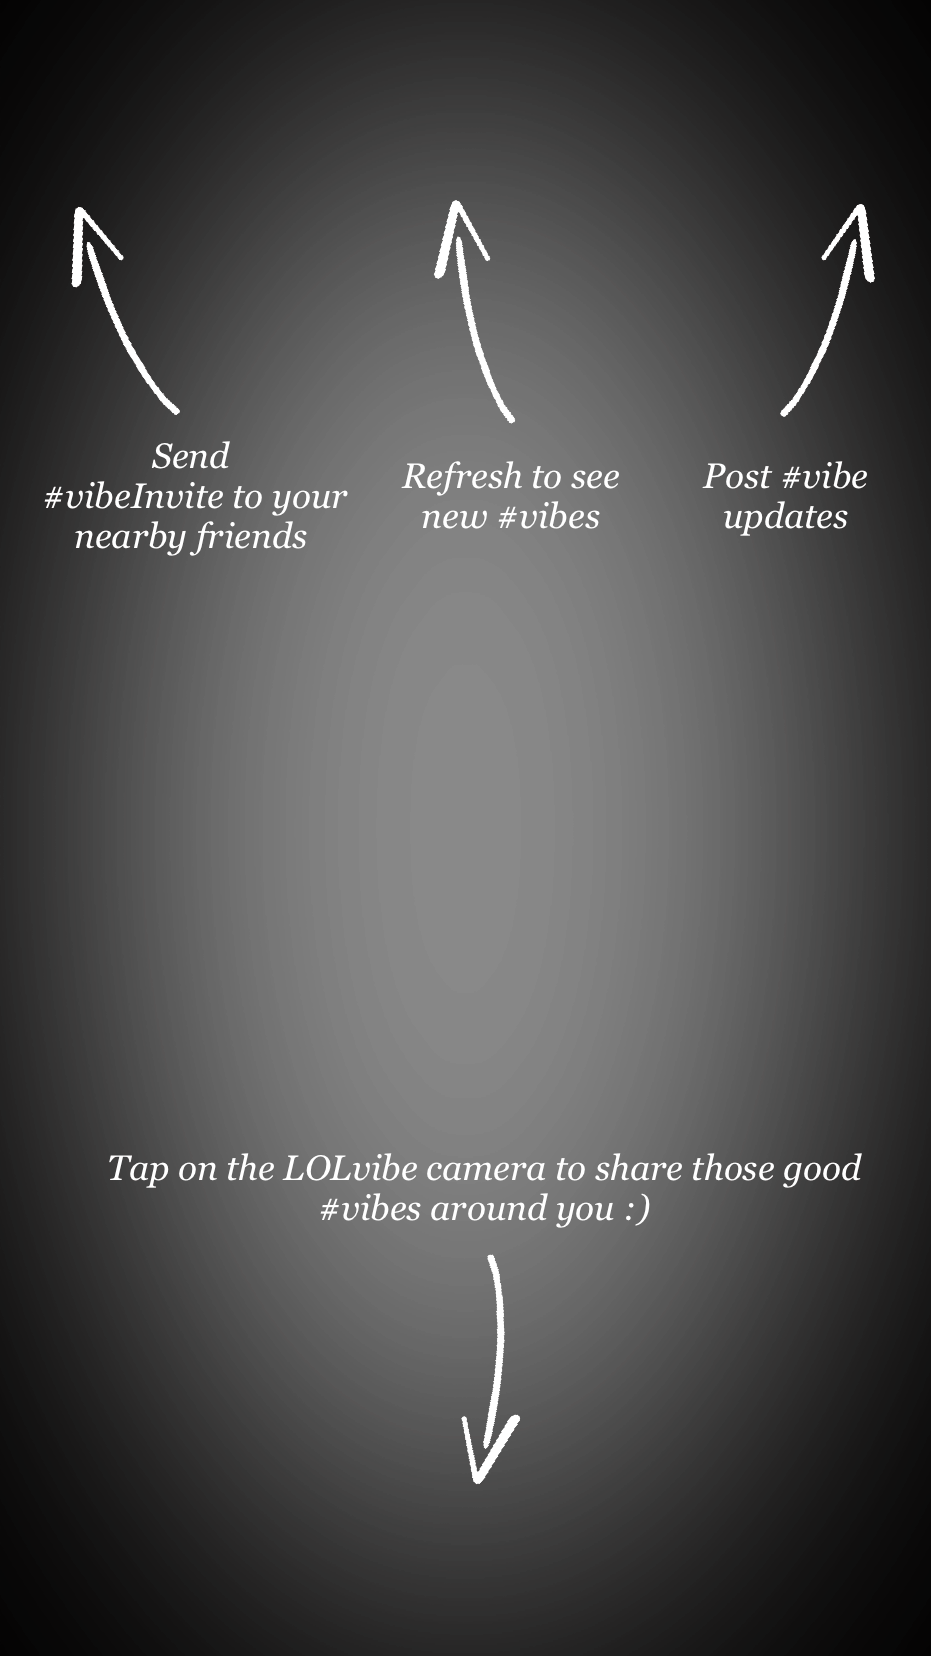 Send
#vibeInvite to your
nearby friends
Refresh to see
new #vibes
Post #vibe
updates
Tap on the LOLvibe camera to share those good
#vibes around you :)